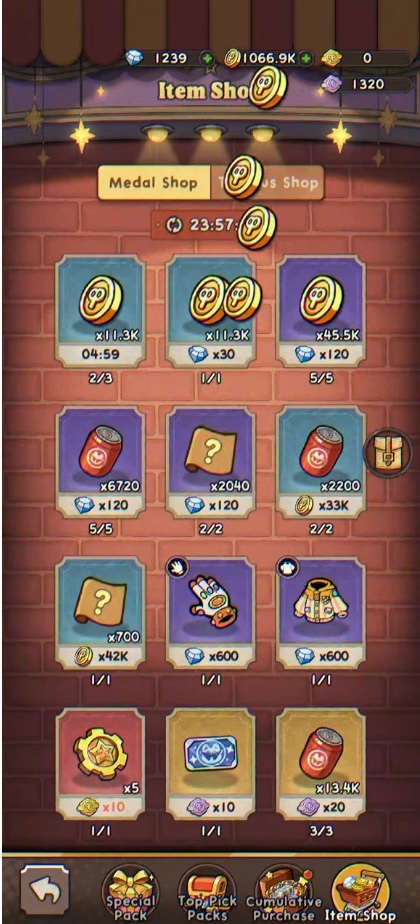 1239
1066.9K
0
1320
Item Sho
Medal Shop
us Shop
23:57:
x11.3K
x11.3K
x45.5K
04:59
x30
x120
2/3
1/1
5/5
x6720
x2040
x2200
x120
x120
x33K
5/5
2/2
2/2
?
x700
x42K
x600
x600
1/1
1/1
1/1
x5
x13.4K
x10
x10
x20
1/1
1/1
3/3
Special Pack
Top Pick Packs
Cumulative Purchase
Item Shop